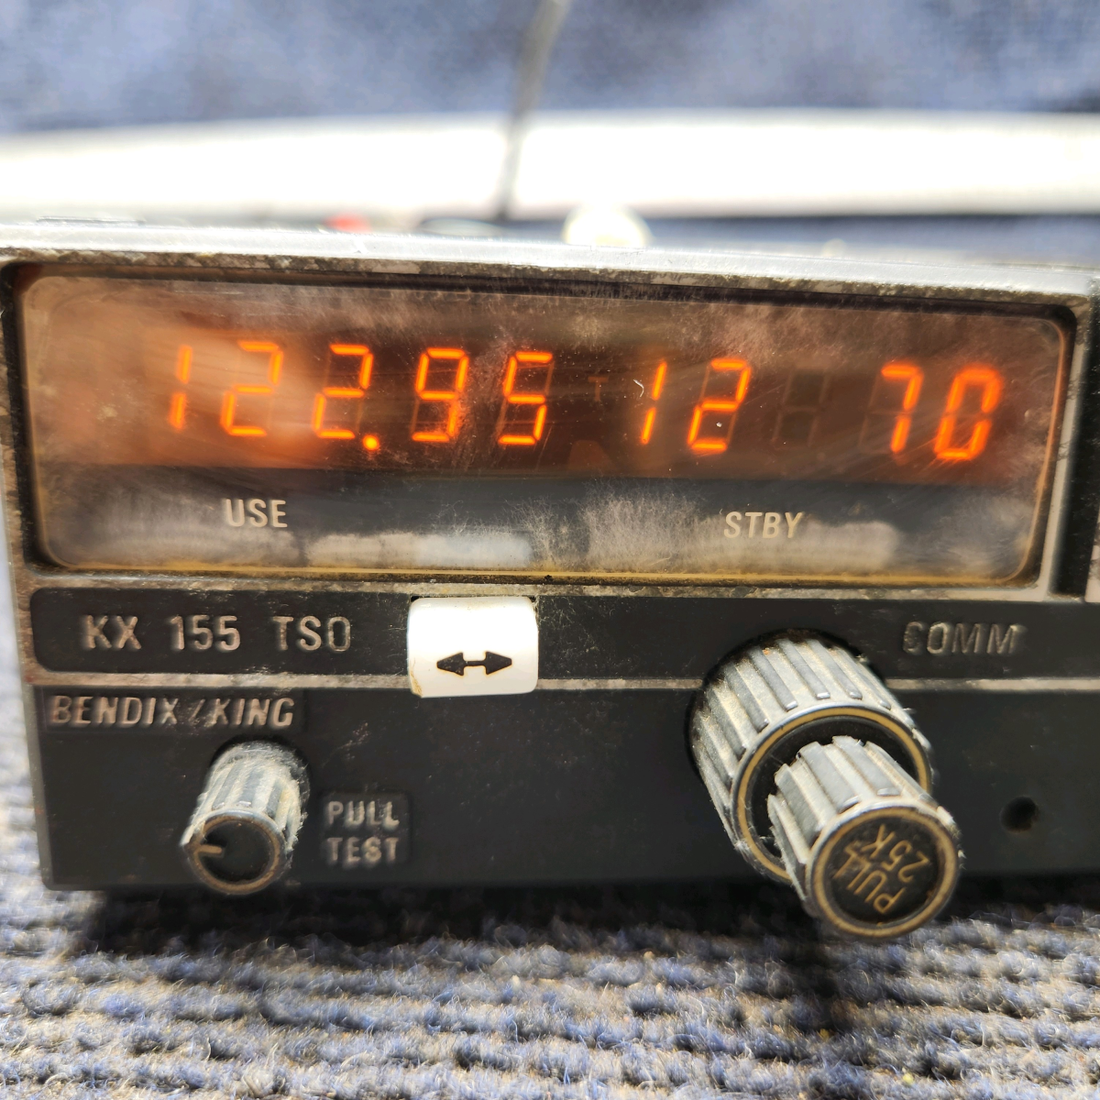 122.95 12 70
USE STBY
KX 155 TSO COMM
BENDIX/KING
PULL
TEST
PULL
25K